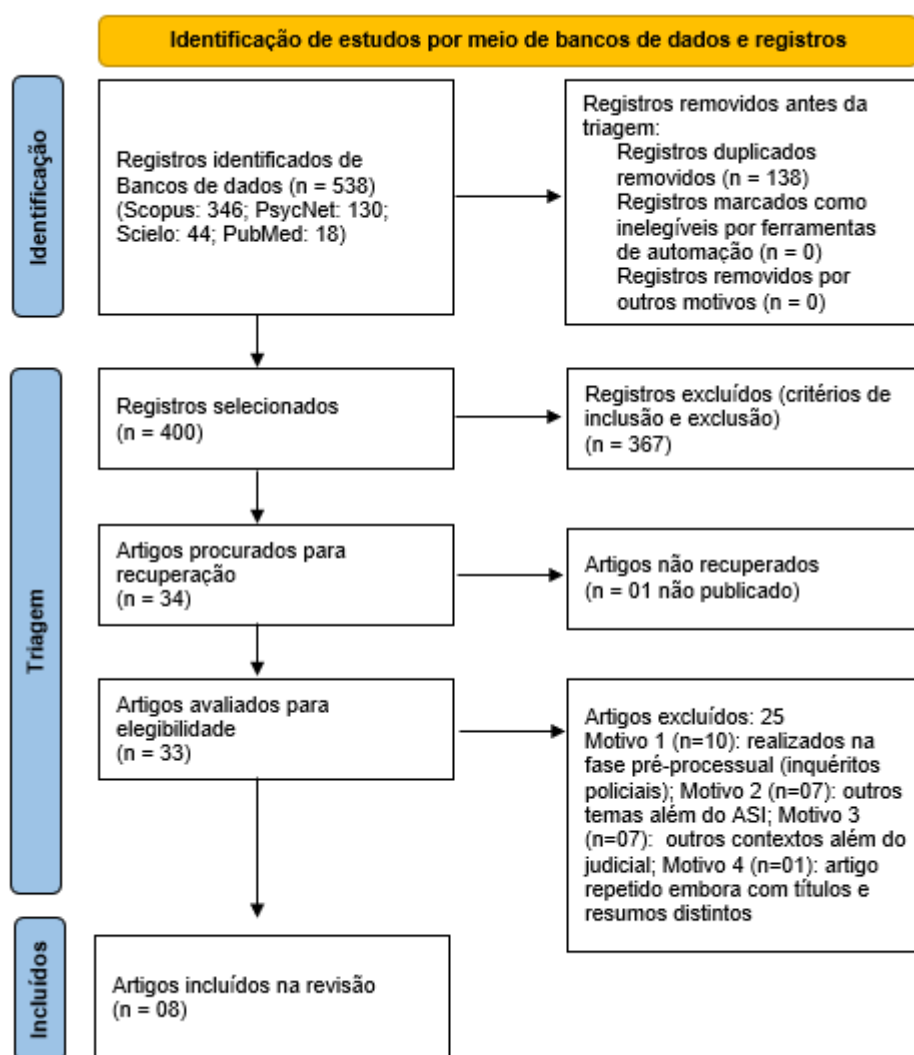 Identificação de estudos por meio de bancos de dados e registros
Identificação
Registros identificados de
Bancos de dados (n = 538)
(Scopus: 346; PsycNet: 130;
Scielo: 44; PubMed: 18)
Registros removidos antes da
triagem:
Registros duplicados
removidos (n = 138)
Registros marcados como
inelegíveis por ferramentas
de automação (n = 0)
Registros removidos por
outros motivos (n = 0)
Triagem
Registros selecionados
(n = 400)
Registros excluídos (critérios de
inclusão e exclusão)
(n = 367)
Artigos procurados para
recuperação
(n = 34)
Artigos não recuperados
(n = 01 não publicado)
Artigos avaliados para
elegibilidade
(n = 33)
Artigos excluídos: 25
Motivo 1 (n=10): realizados na
fase pré-processual (inquéritos
policiais); Motivo 2 (n=07): outros
temas além do ASI; Motivo 3
(n=07):  outros contextos além do
judicial; Motivo 4 (n=01): artigo
repetido embora com títulos e
resumos distintos
Incluídos
Artigos incluídos na revisão
(n = 08)